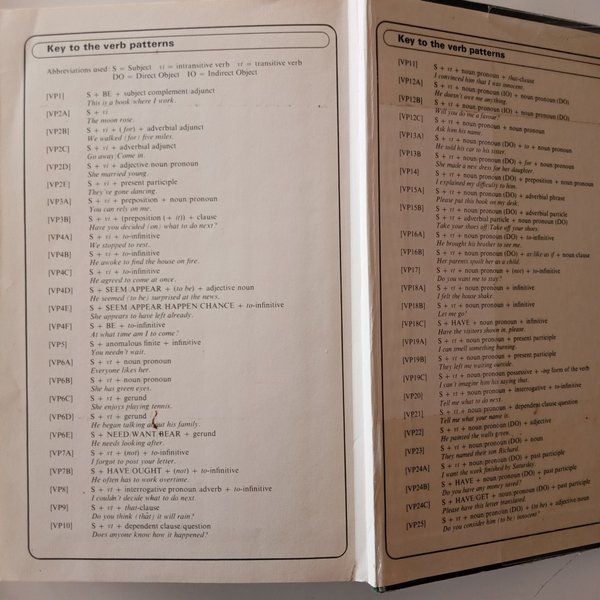 Key to the verb patterns
Abbreviations used: S = Subject vi = intransitive verb vt = transitive verb
DO = Direct Object IO = Indirect Object
[VP1] S + BE + subject complement/adjunct
This is a book/where I work.
[VP2A] S + vi
The moon rose.
[VP2B] S + vi + (for) + adverbial adjunct
We walked (for) five miles.
[VP2C] S + vi + adverbial adjunct
Go away/Come in.
[VP2D] S + vi + adjective/noun/pronoun
She married young.
[VP2E] S + vi + present participle
They've gone dancing.
[VP3A] S + vi + preposition + noun/pronoun
You can rely on me.
[VP3B] S + vi + (preposition (+ it)) + clause
Have you decided (on) what to do next?
[VP4A] S + vi + to-infinitive
We stopped to rest.
[VP4B] S + vi + to-infinitive
He awoke to find the house on fire.
[VP4C] S + vi + to-infinitive
He agreed to come at once.
[VP4D] S + SEEM/APPEAR + (to be) + adjective/noun
He seemed (to be) surprised at the news.
[VP4E] S + SEEM/APPEAR/HAPPEN/CHANCE + to-infinitive
She appears to have left already.
[VP4F] S + BE + to-infinitive
At what time am I to come?
[VP5] S + anomalous finite + infinitive
You needn't wait.
[VP6A] S + vt + noun/pronoun
Everyone likes her.
[VP6B] S + vt + noun/pronoun
She has green eyes.
[VP6C] S + vt + gerund
She enjoys playing tennis.
[VP6D] S + vt + gerund
He began talking about his family.
[VP6E] S + NEED/WANT/BEAR + gerund
He needs looking after.
[VP7A] S + vt + (not) + to-infinitive
I forgot to post your letter.
[VP7B] S + HAVE/OUGHT + (not) + to-infinitive
He often has to work overtime.
[VP8] S + vt + interrogative pronoun/adverb + to-infinitive
I couldn't decide what to do next.
[VP9] S + vt + that-clause
Do you think (that) it will rain?
[VP10] S + vt + dependent clause/question
Does anyone know how it happened?
Key to the verb patterns
[VP11] S + vt + noun/pronoun + that-clause
I convinced him that I was innocent.
[VP12A] S + vt + noun/pronoun (IO) + noun/pronoun (DO)
He doesn't owe me anything.
[VP12B] S + vt + noun/pronoun (IO) + noun/pronoun (DO)
Will you do me a favour?
[VP12C] S + vt + noun/pronoun + noun/pronoun
Ask him his name.
[VP13A] S + vt + noun/pronoun (DO) + to + noun/pronoun
He told his car to his sister.
[VP13B S + vt + noun/pronoun (DO) + for + noun/pronoun
She made a new dress for her daughter.
[VP14] S + vt + noun/pronoun (DO) + preposition + noun/pronoun
I explained my difficulty to him.
[VP15A] S + vt + noun/pronoun (DO) + adverbial phrase
Please put this book on my desk.
[VP15B] S + vt + noun/pronoun (DO) + adverbial particle
S + vt + adverbial particle + noun/pronoun (DO)
Take your shoes off/Take off your shoes.
[VP16A] S + vt + noun/pronoun (DO) + to-infinitive
He brought his brother to see me.
[VP16B] S + vt + noun/pronoun (DO) + as/like/as if + noun/clause
Her parents spoilt her as a child.
[VP17] S + vt + noun/pronoun + (not) + to-infinitive
Do you want me to stay?
[VP18A] S + vt + noun/pronoun + infinitive
I felt the house shake.
[VP18B] S + vt + noun/pronoun + infinitive
Let me go!
[VP18C] S + HAVE + noun/pronoun + infinitive
Have the visitors shown in, please.
[VP19A] S + vt + noun/pronoun + present participle
I can smell something burning.
[VP19B] S + vt + noun/pronoun + present participle
They left me waiting outside.
[VP19C] S + vt + noun/pronoun/possessive + -ing form of the verb
I can't imagine him his saying that.
[VP20] S + vt + noun/pronoun + interrogative + to-infinitive
Tell me what to do next.
[VP21] S + vt + noun/pronoun + dependent clause/question
Tell me what your name is.
[VP22] S + vt + noun/pronoun (DO) + adjective
He painted the walls green.
[VP23] S + vt + noun/pronoun (DO) + noun
They named their son Richard.
[VP24A] S + vt + noun/pronoun (DO) + past participle
I want the work finished by Saturday.
[VP24B] S + HAVE + noun/pronoun (DO) + past participle
Do you have any money saved?
[VP24C] S + HAVE/GET + noun/pronoun (DO) + past participle
Please have this letter translated.
[VP25] S + vt + noun/pronoun (DO) + (to be) + adjective/noun
Do you consider him (to be) innocent?